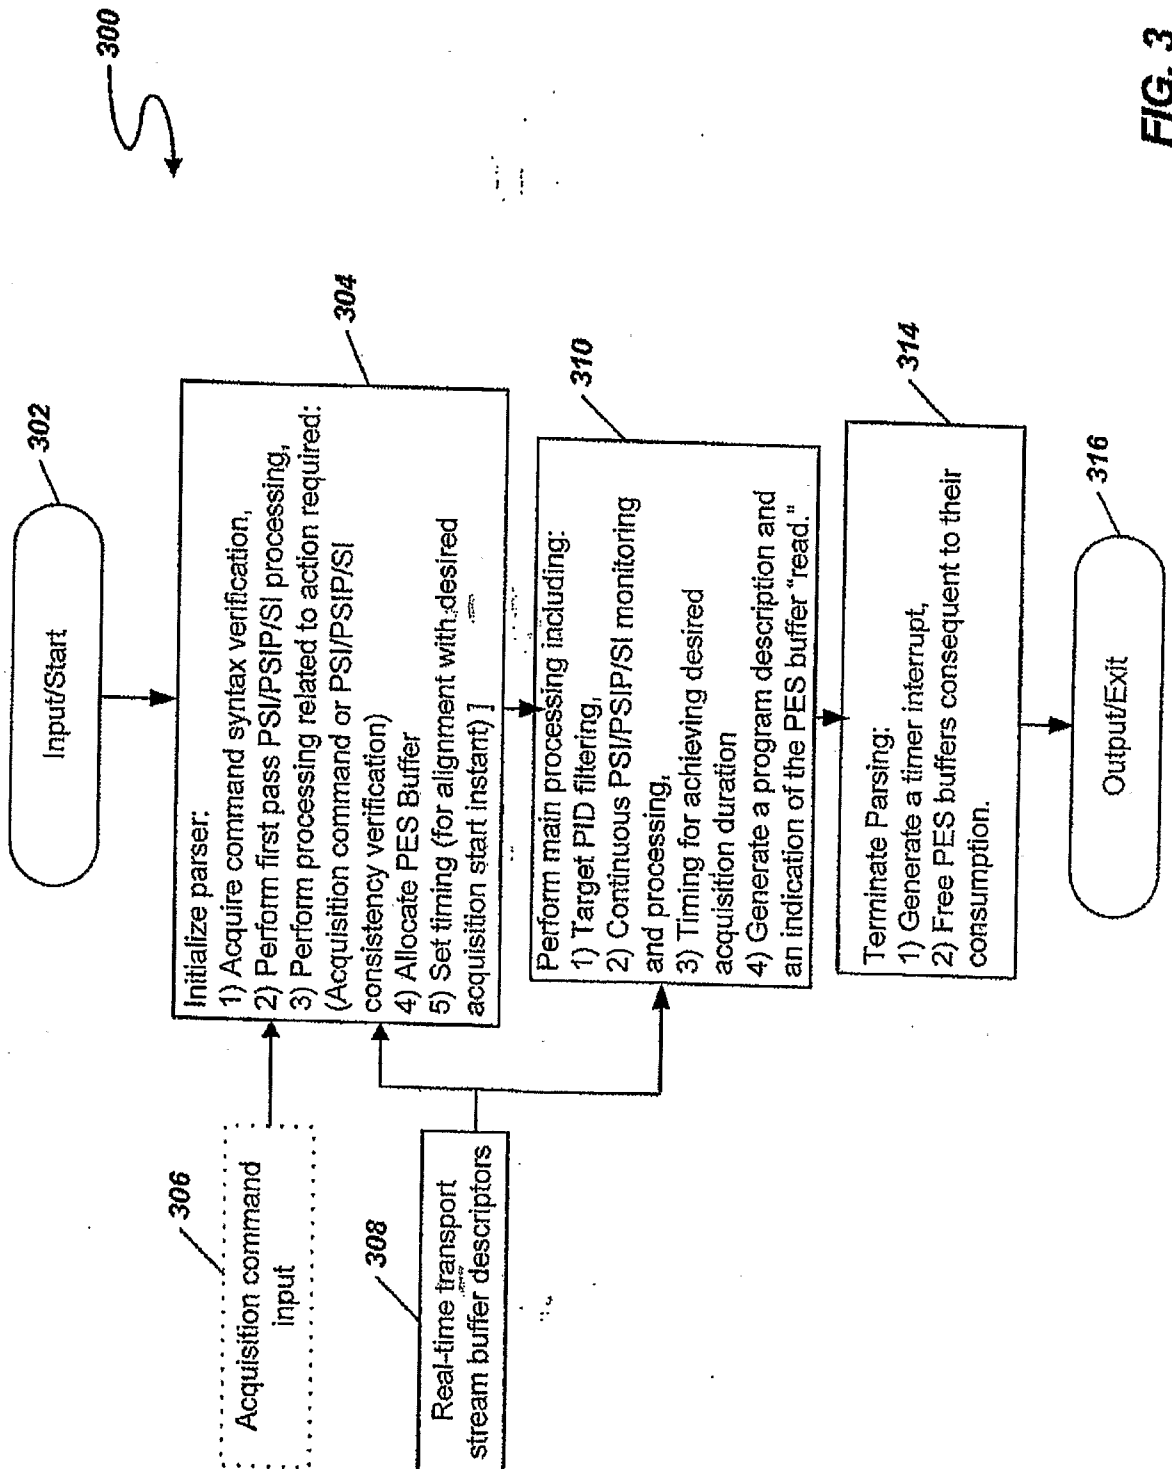 300
Input/Start
302
Initialize parser:
1) Acquire command syntax verification,
2) Perform first pass PSI/PSIP/SI processing,
3) Perform processing related to action required:
(Acquisition command or PSI/PSIP/SI
consistency verification)
4) Allocate PES Buffer
5) Set timing (for alignment with desired
acquisition start instant) ]
304
Acquisition command
input
306
Real-time transport
stream buffer descriptors
308
Perform main processing including:
1) Target PID filtering,
2) Continuous PSI/PSIP/SI monitoring
and processing,
3) Timing for achieving desired
acquisition duration
4) Generate a program description and
an indication of the PES buffer "read."
310
Terminate Parsing:
1) Generate a timer interrupt,
2) Free PES buffers consequent to their
consumption.
314
Output/Exit
316
FIG. 3